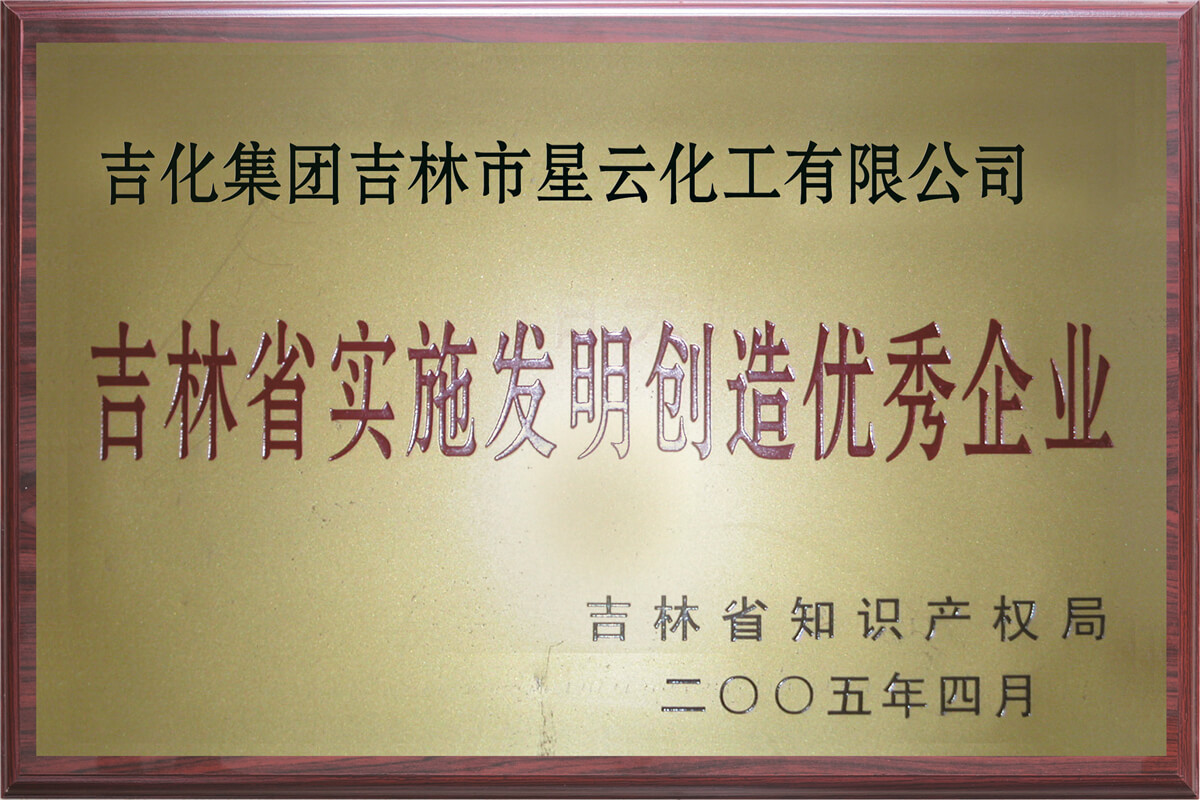 吉化集团吉林市星云化工有限公司
吉林省实施发明创造优秀企业
吉林省知识产权局
二〇〇五年四月